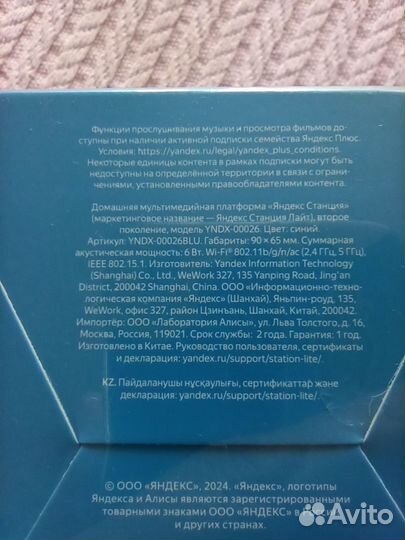 Функции прослушивания музыки и просмотра фильмов до-
ступны при наличии активной подписки семейства Яндекс Плюс.
Условия: https://yandex.ru/legal/yandex_plus_conditions.
Некоторые единицы контента в рамках подписки могут быть
недоступны на определённой территории в связи с огра-
ничениями, установленными правообладателями контента.
Домашняя мультимедийная платформа «Яндекс Станция»
(маркетинговое название — Яндекс Станция Лайт), второе
поколение, модель YNDX-00026. Цвет: синий.
Артикул: YNDX-00026BLU. Габариты: 90 × 65 мм. Суммарная
акустическая мощность: 6 Вт. Wi-Fi® 802.11b/g/n/ac (2,4 ГГц, 5 ГГц),
IEEE 802.15.1. Изготовитель: Yandex Information Technology
(Shanghai) Co., Ltd., WeWork 327, 135 Yanping Road, Jing'an
District, 200042 Shanghai, China. ООО «Информационно-техно-
логическая компания «Яндекс» (Шанхай), Яньпин-роуд, 135,
WeWork, офис 327, район Цзинъань, Шанхай, Китай, 200042.
Импортёр: ООО «Лаборатория Алисы», ул. Льва Толстого, д. 16,
Москва, Россия, 119021. Срок службы: 2 года. Гарантия: 1 год.
Изготовлено в Китае. Руководство пользователя, сертификаты
и декларация: yandex.ru/support/station-lite/.
KZ. Пайдаланушы нұсқаулығы, сертификаттар және
декларация: yandex.ru/support/station-lite/.
© ООО «ЯНДЕКС», 2024. «Яндекс», логотипы
Яндекса и Алисы являются зарегистрированными
товарными знаками ООО «ЯНДЕКС» в России
и других странах.
Avito